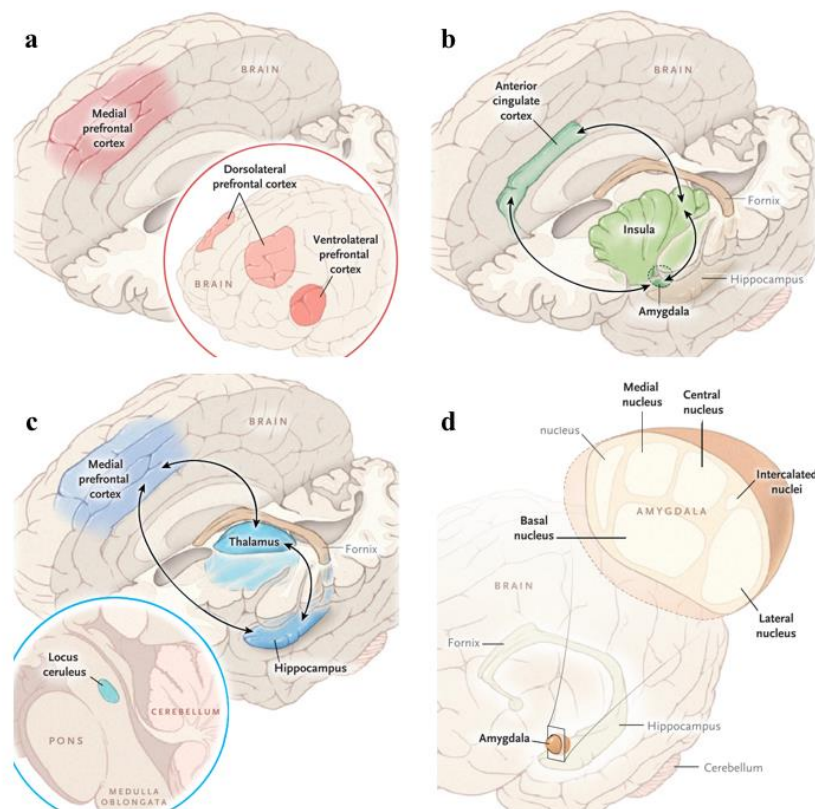 a
BRAIN
Medial
prefrontal
cortex
Dorsolateral
prefrontal cortex
Ventrolateral
prefrontal
cortex
BRAIN
b
BRAIN
Anterior
cingulate
cortex
Fornix
Insula
Hippocampus
Amygdala
c
BRAIN
Medial
prefrontal
cortex
Thalamus
Fornix
Hippocampus
Locus
ceruleus
CEREBELLUM
PONS
MEDULLA
OBLONGATA
d
Medial
nucleus
Central
nucleus
nucleus
Intercalated
nuclei
AMYGDALA
Basal
nucleus
BRAIN
Lateral
nucleus
Fornix
Hippocampus
Amygdala
Cerebellum